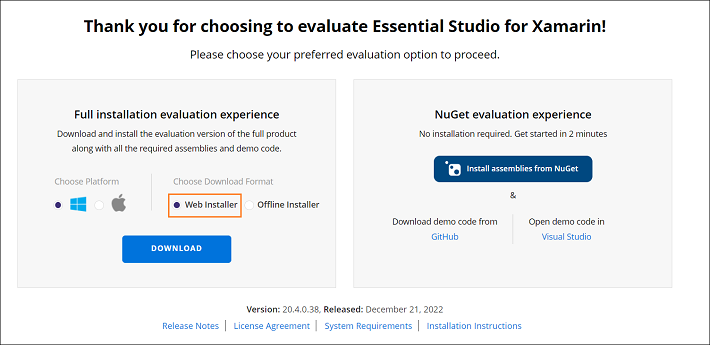 Thank you for choosing to evaluate Essential Studio for Xamarin!
Please choose your preferred evaluation option to proceed.
Full installation evaluation experience
Download and install the evaluation version of the full product
along with all the required assemblies and demo code.
Choose Platform
Choose Download Format
Web Installer
Offline Installer
DOWNLOAD
NuGet evaluation experience
No installation required. Get started in 2 minutes
Install assemblies from NuGet
&
Download demo code from
GitHub
Open demo code in
Visual Studio
Version: 20.4.0.38, Released: December 21, 2022
Release Notes | License Agreement | System Requirements | Installation Instructions